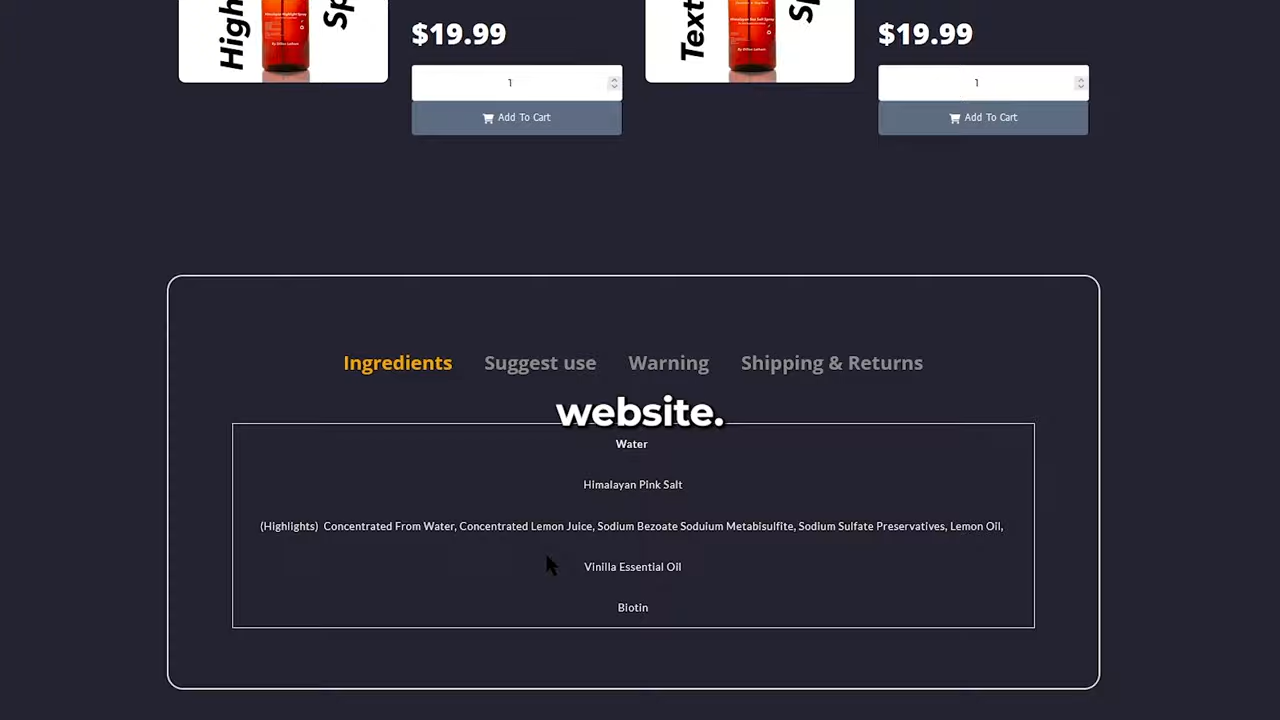 High
Sp
$19.99
1
Add To Cart
Text
Sp
$19.99
1
Add To Cart
Ingredients Suggest use Warning Shipping & Returns
website.
Water
Himalayan Pink Salt
(Highlights) Concentrated From Water, Concentrated Lemon Juice, Sodium Bezoate Soduium Metabisulfite, Sodium Sulfate Preservatives, Lemon Oil,
Vinilla Essential Oil
Biotin